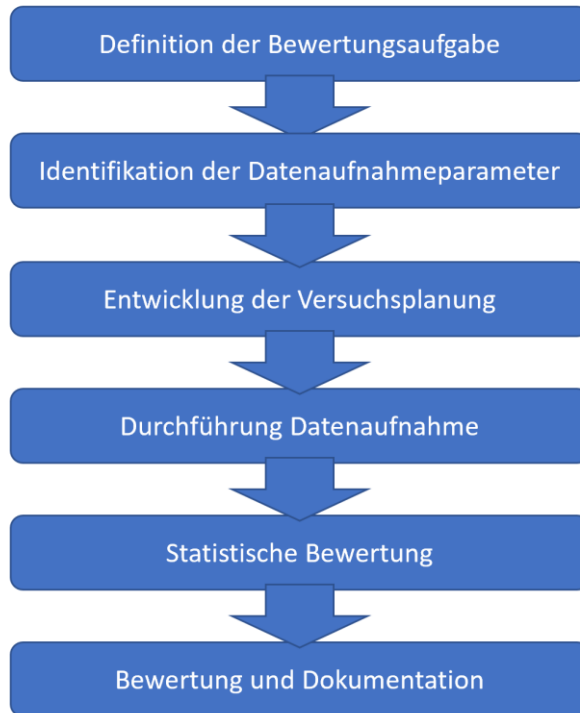 Definition der Bewertungsaufgabe
Identifikation der Datenaufnahmeparameter
Entwicklung der Versuchsplanung
Durchführung Datenaufnahme
Statistische Bewertung
Bewertung und Dokumentation